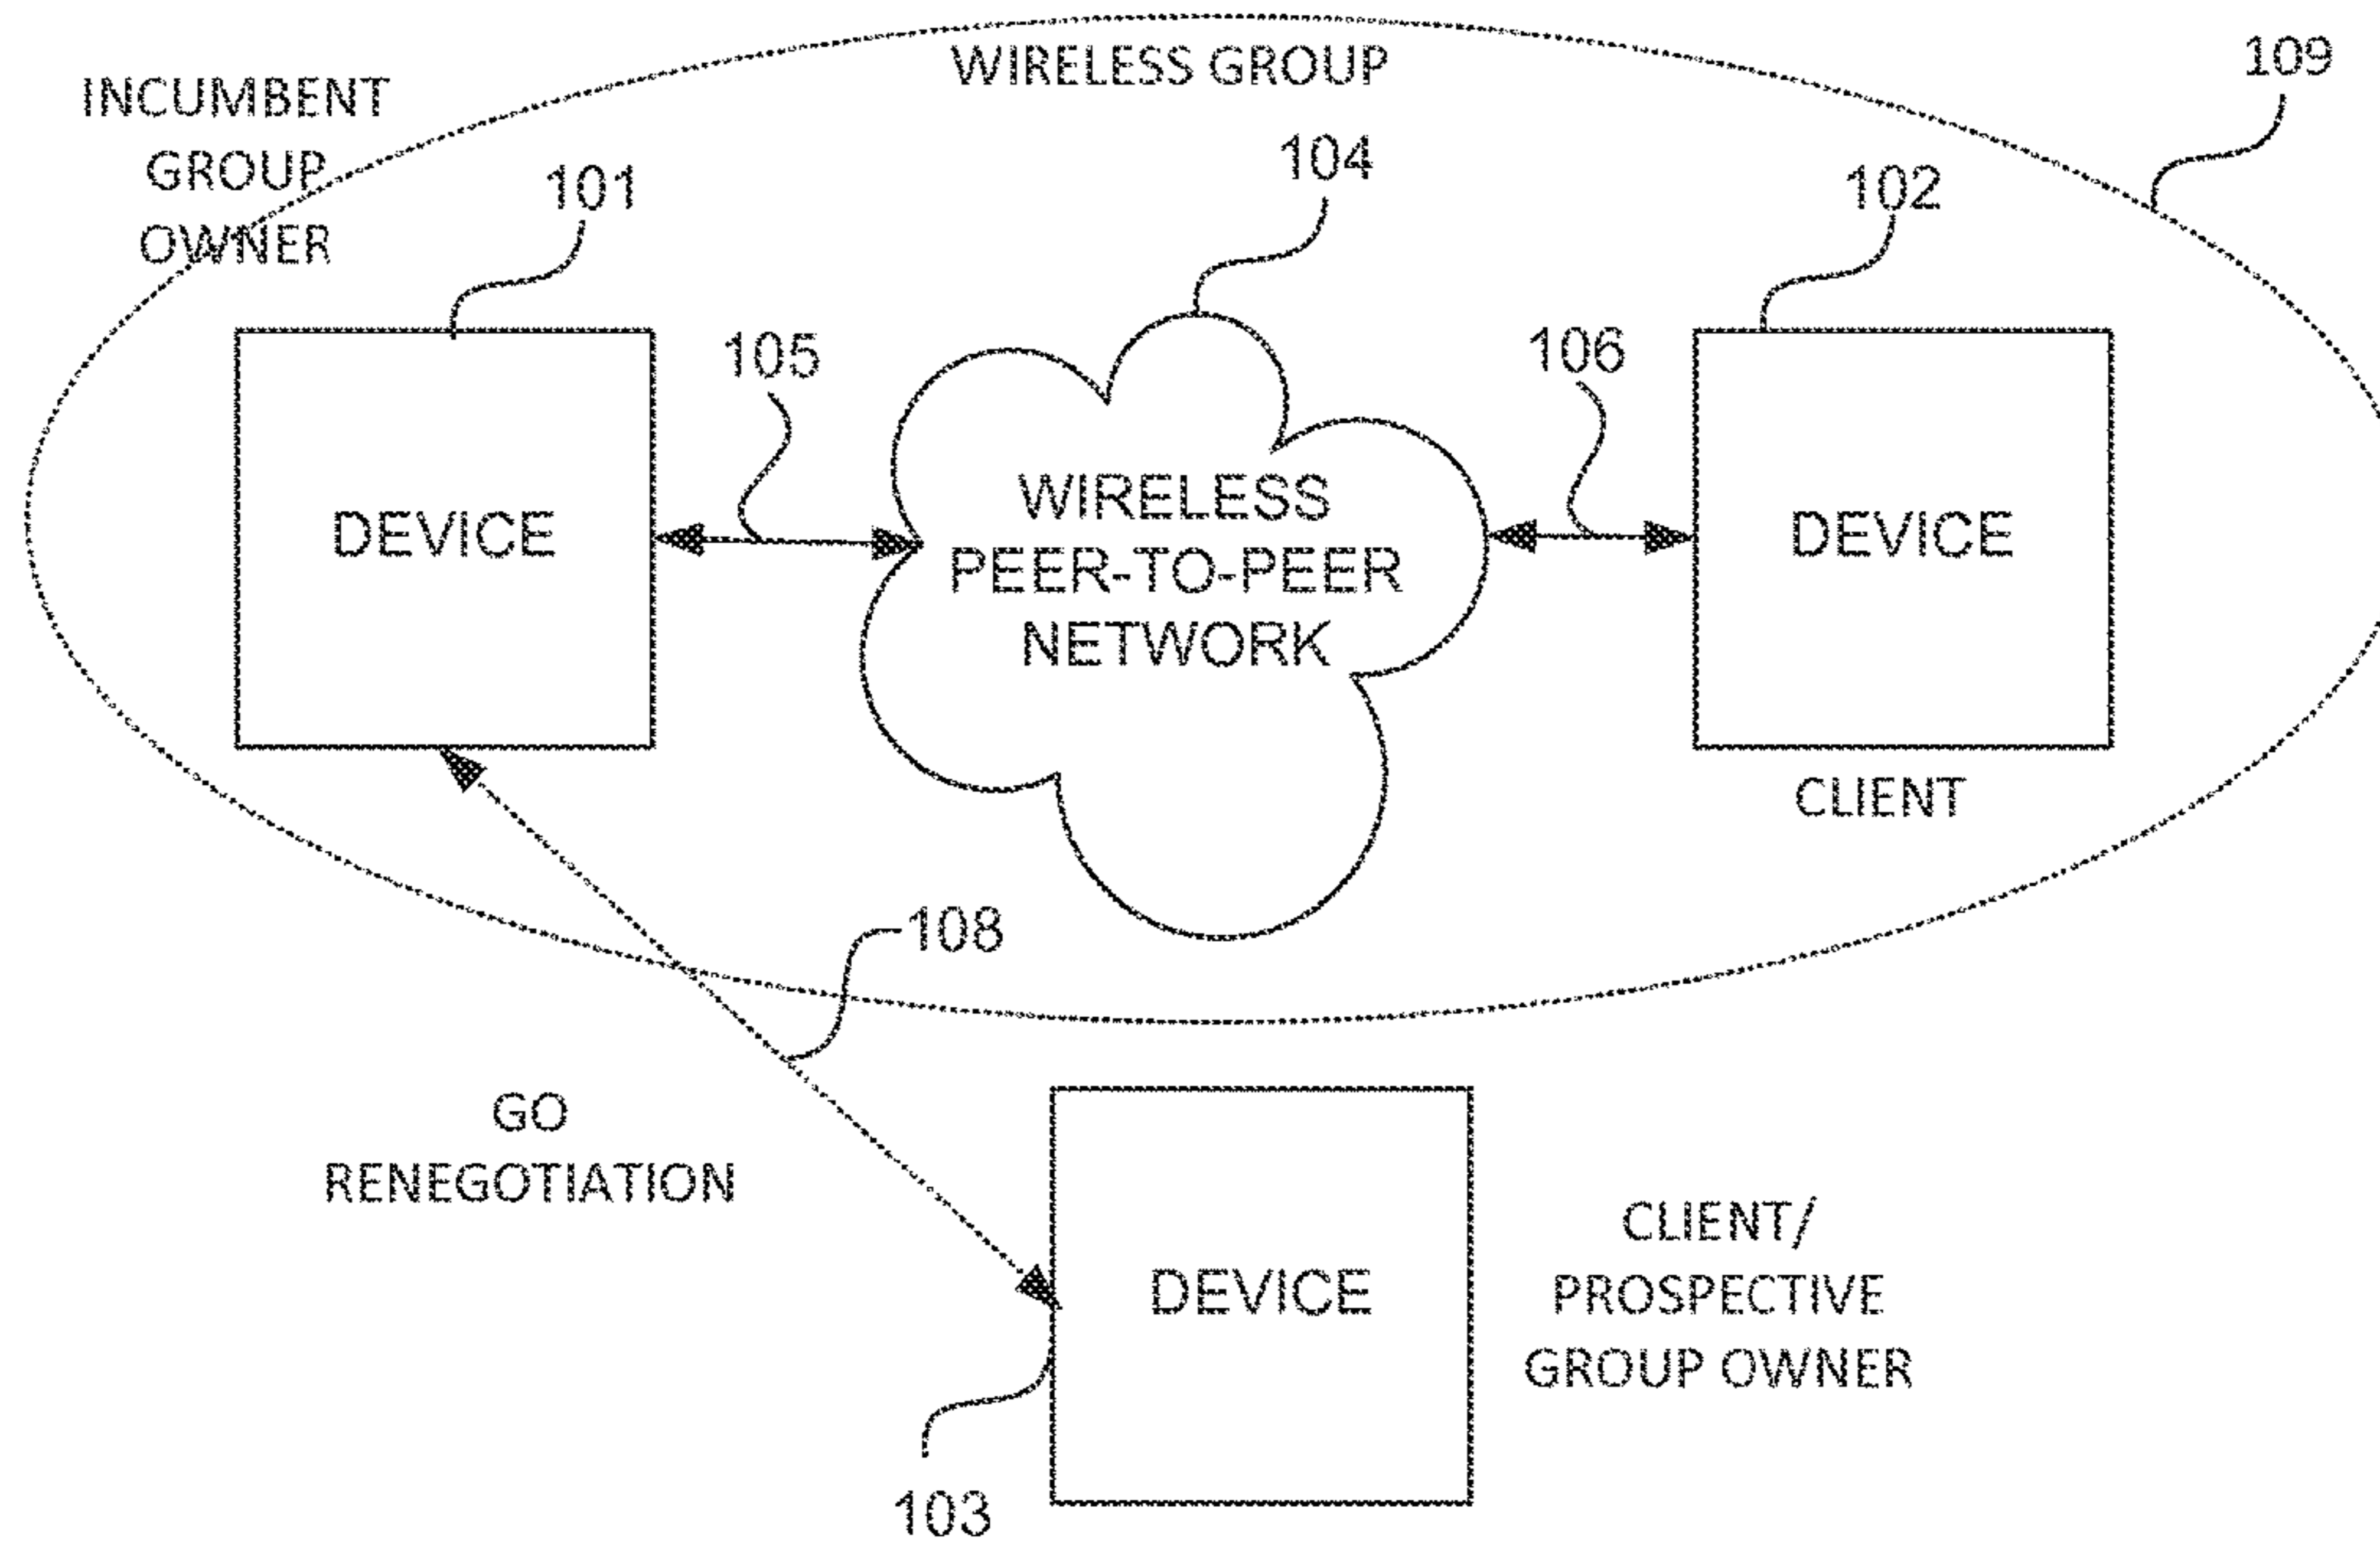 WIRELESS GROUP
109
INCUMBENT
GROUP
OWNER
101
104
102
105
106
DEVICE
WIRELESS
PEER-TO-PEER
NETWORK
DEVICE
CLIENT
108
GO
RENEGOTIATION
DEVICE
CLIENT/
PROSPECTIVE
GROUP OWNER
103